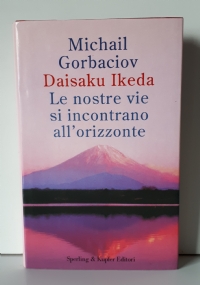 Michail
Gorbaciov
Daisaku Ikeda
Le nostre vie
si incontrano
all'orizzonte
Sperling & Kupfer Editori